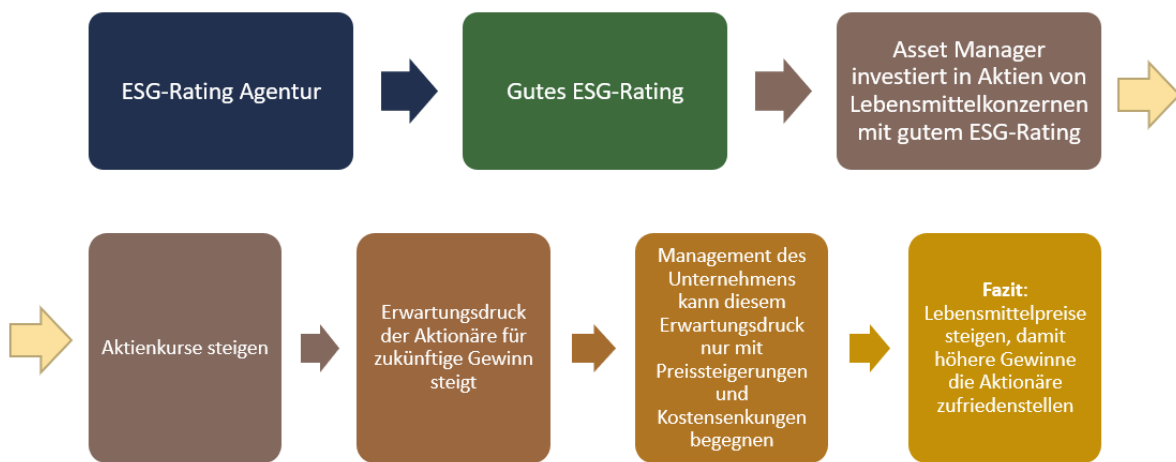 ESG-Rating Agentur
Gutes ESG-Rating
Asset Manager
investiert in Aktien von
Lebensmittelkonzernen
mit gutem ESG-Rating
Aktienkurse steigen
Erwartungsdruck
der Aktionäre für
zukünftige Gewinn
steigt
Management des
Unternehmens
kann diesem
Erwartungsdruck
nur mit
Preissteigerungen
und
Kostensenkungen
begegnen
Fazit:
Lebensmittelpreise
steigen, damit
höhere Gewinne
die Aktionäre
zufriedenstellen